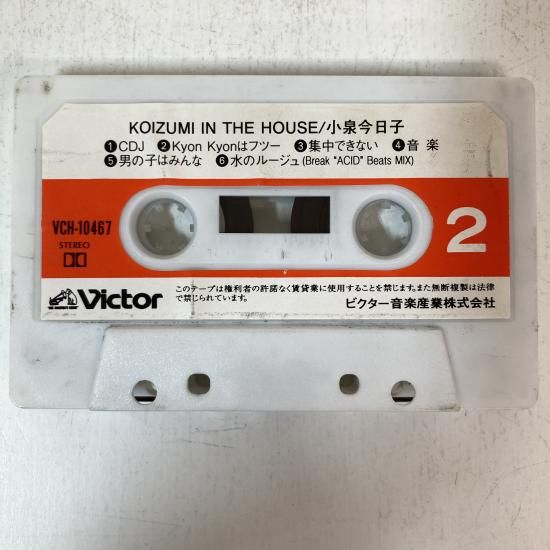 KOIZUMI IN THE HOUSE/小泉今日子
❶CDJ ❷Kyon Kyonはフツー ❸集中できない ❹音 楽
❺男の子はみんな ❻水のルージュ(Break "ACID" Beats MIX)
VCH-10467
STEREO
2
Victor
このテープは権利者の許諾なく賃貸業に使用することを禁じます。また無断複製は法律
で禁じられています。
ビクター音楽産業株式会社